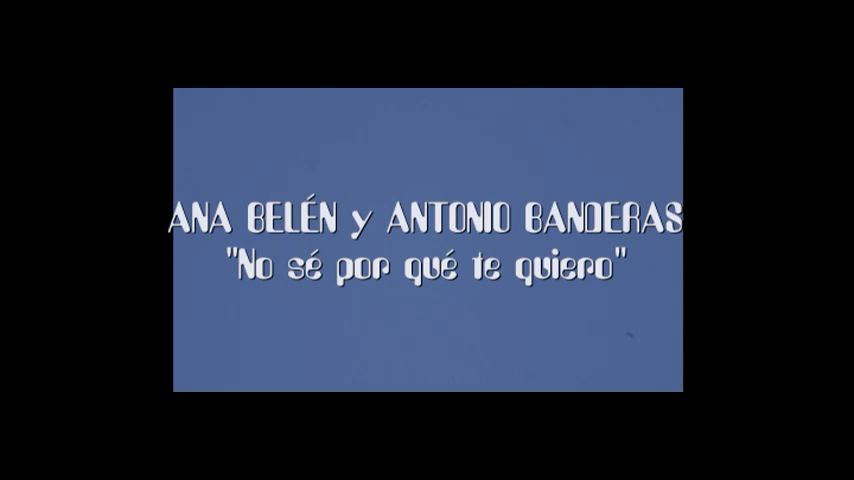 ANA BELÉN y ANTONIO BANDERAS
"No sé por qué te quiero"